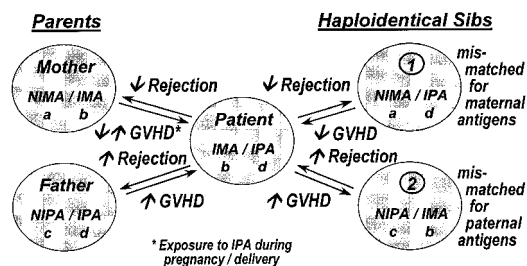 Parents
Haploidentical Sibs
Mother
NIMA / IMA
a b
↓ Rejection
↓↑ GVHD*
Patient
IMA / IPA
b d
↓ Rejection
↓ GVHD
1
NIMA / IPA
a d
mis-
matched
for
maternal
antigens
Father
NIPA / IPA
c d
↑ Rejection
↑ GVHD
↑ Rejection
↑ GVHD
2
NIPA / IMA
c b
mis-
matched
for
paternal
antigens
* Exposure to IPA during
pregnancy / delivery